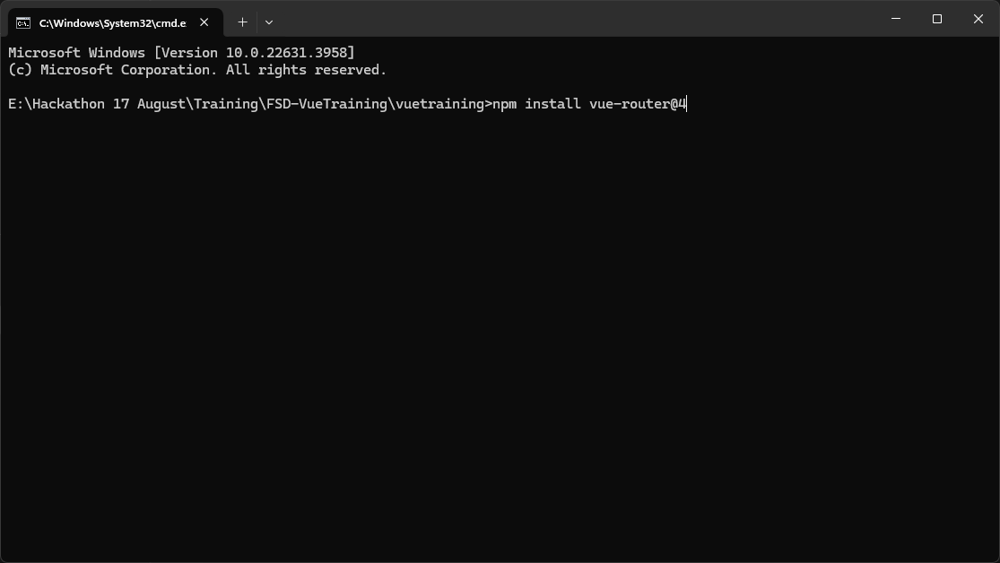 C:\Windows\System32\cmd.e
Microsoft Windows [Version 10.0.22631.3958]
(c) Microsoft Corporation. All rights reserved.
E:\Hackathon 17 August\Training\FSD-VueTraining\vuetraining>npm install vue-router@4